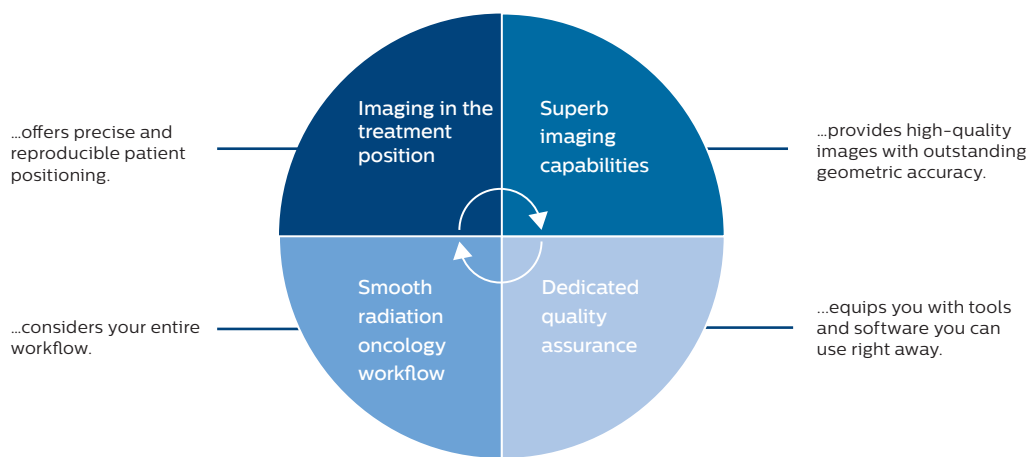 Imaging in the
treatment
position
Superb
imaging
capabilities
...offers precise and
reproducible patient
positioning.
...provides high-quality
images with outstanding
geometric accuracy.
Smooth
radiation
oncology
workflow
Dedicated
quality
assurance
...considers your entire
workflow.
...equips you with tools
and software you can
use right away.